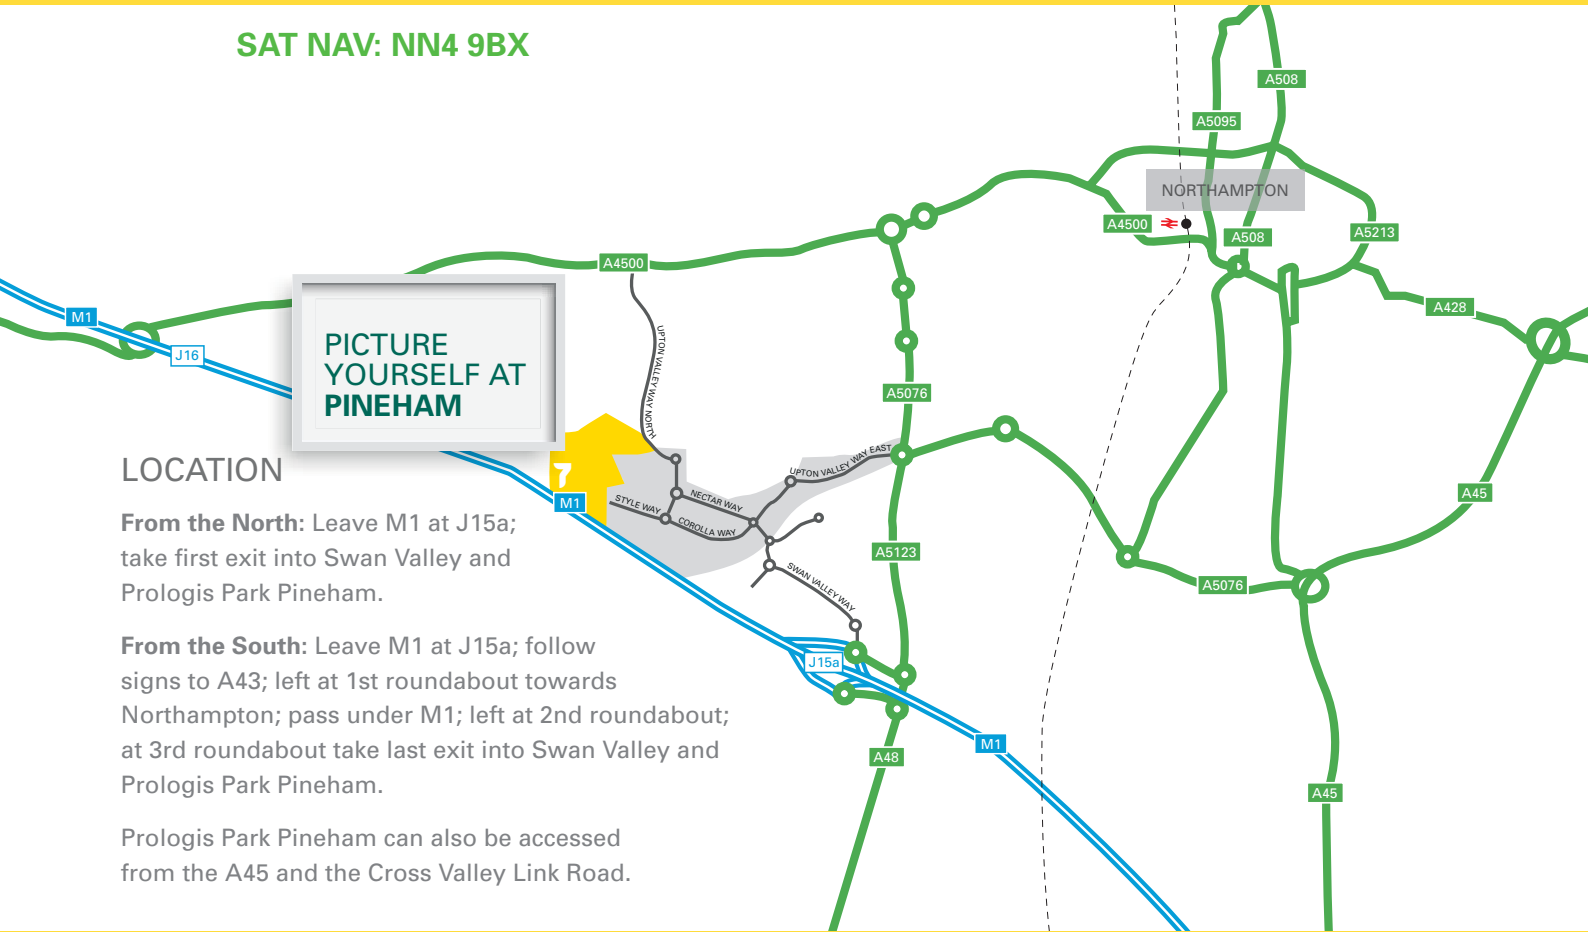 SAT NAV: NN4 9BX
A508
A5095
NORTHAMPTON
A4500
A508
A5213
A4500
M1
J16
A428
PICTURE
YOURSELF AT
PINEHAM
UPTON VALLEY WAY NORTH
A5076
UPTON VALLEY WAY EAST
M1
STYLE WAY
NECTAR WAY
COROLLA WAY
A45
A5123
SWAN VALLEY WAY
A5076
J15a
M1
A48
A45
LOCATION
From the North: Leave M1 at J15a;
take first exit into Swan Valley and
Prologis Park Pineham.
From the South: Leave M1 at J15a; follow
signs to A43; left at 1st roundabout towards
Northampton; pass under M1; left at 2nd roundabout;
at 3rd roundabout take last exit into Swan Valley and
Prologis Park Pineham.
Prologis Park Pineham can also be accessed
from the A45 and the Cross Valley Link Road.